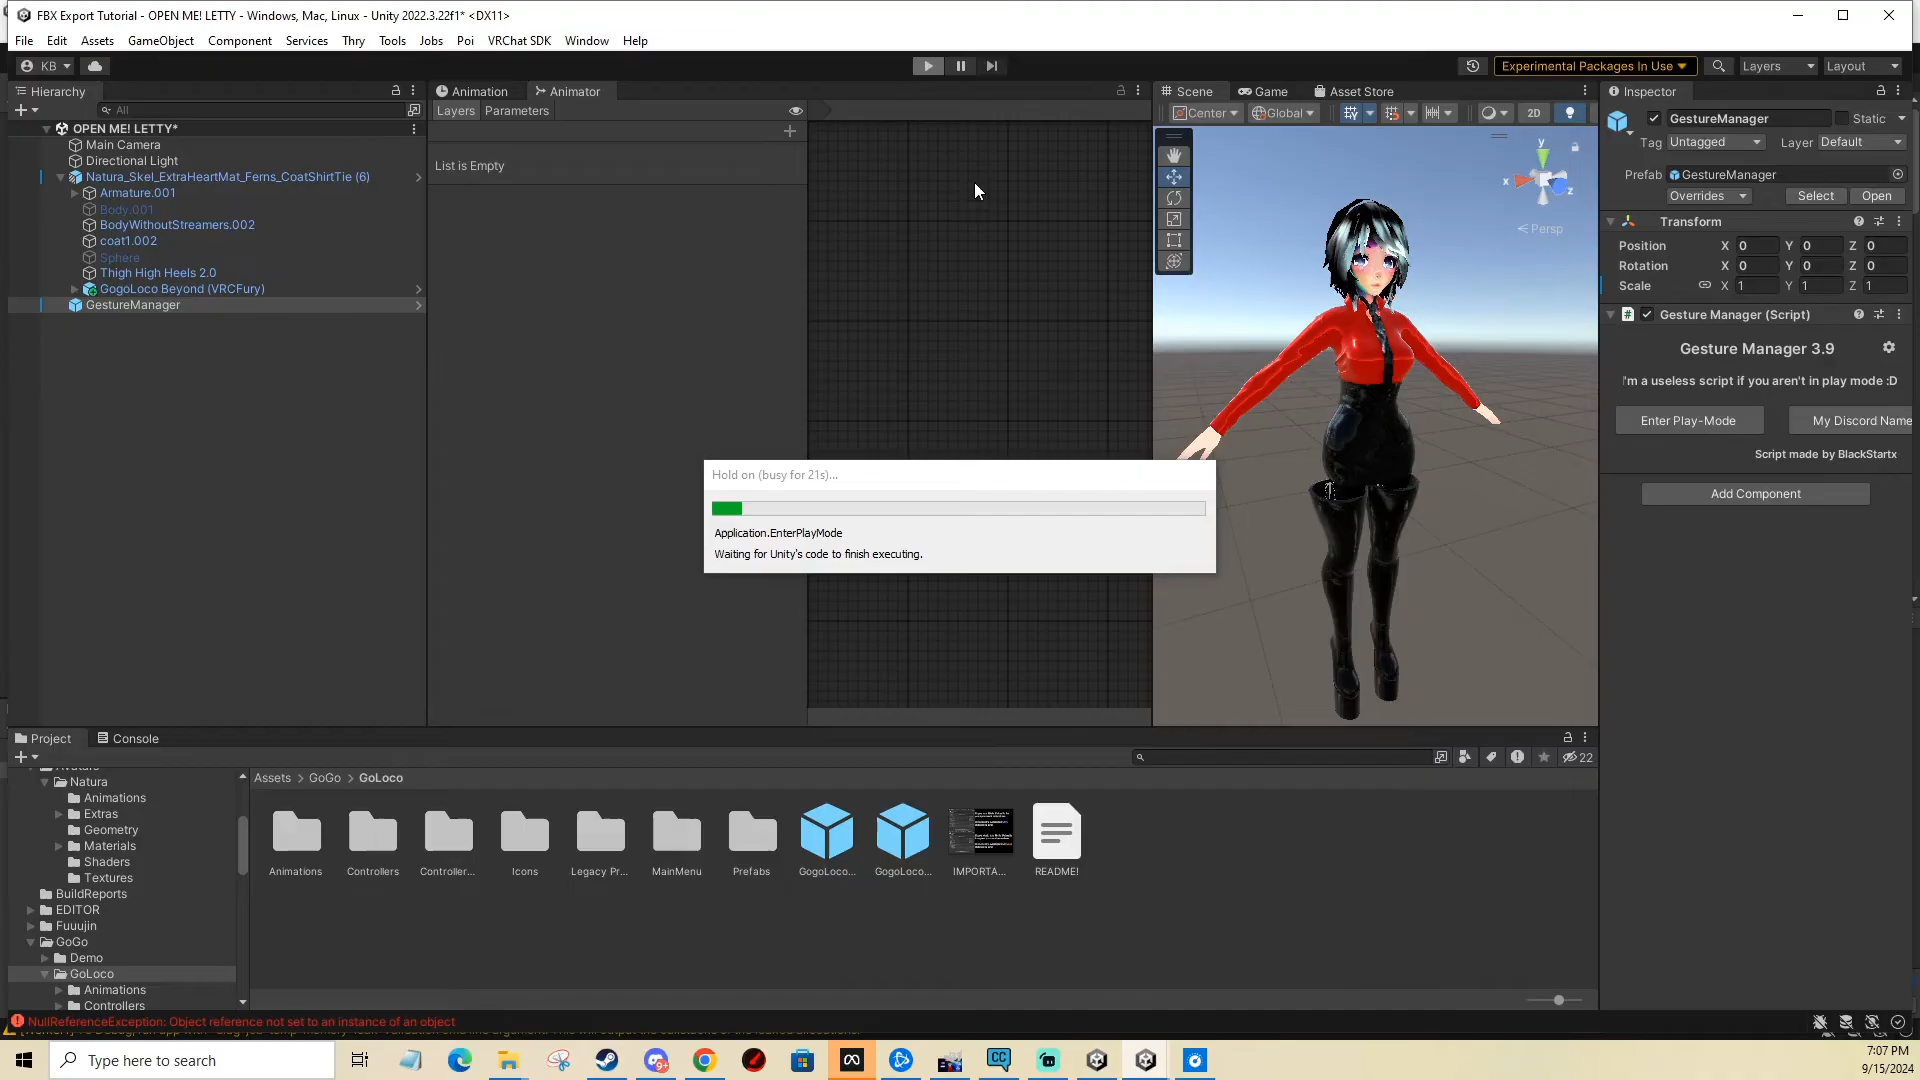 FBX Export Tutorial - OPEN ME! LETTY - Windows, Mac, Linux - Unity 2022.3.22f1* <DX11>
File Edit Assets GameObject Component Services Thry Tools Jobs Poi VRChat SDK Window Help
KB
Experimental Packages In Use
Layers
Layout
Hierarchy
All
OPEN ME! LETTY*
Main Camera
Directional Light
Natura_Skel_ExtraHeartMat_Ferns_CoatShirtTie (6)
Armature.001
Body.001
BodyWithoutStreamers.002
coat1.002
Sphere
Thigh High Heels 2.0
GogoLoco Beyond (VRCFury)
GestureManager
Animation
Animator
Layers
Parameters
List is Empty
Scene
Game
Asset Store
Center
Global
2D
y
x
z
Persp
Inspector
GestureManager
Static
Tag Untagged
Layer Default
Prefab GestureManager
Overrides
Select
Open
Transform
Position X 0 Y 0 Z 0
Rotation X 0 Y 0 Z 0
Scale X 1 Y 1 Z 1
Gesture Manager (Script)
Gesture Manager 3.9
I'm a useless script if you aren't in play mode :D
Enter Play-Mode
My Discord Name
Script made by BlackStartx
Add Component
Hold on (busy for 21s)...
Application.EnterPlayMode
Waiting for Unity's code to finish executing.
Project
Console
22
Natura
Animations
Extras
Geometry
Materials
Shaders
Textures
BuildReports
EDITOR
Fuuujin
GoGo
Demo
GoLoco
Animations
Controllers
Assets > GoGo > GoLoco
Animations
Controllers
Controller...
Icons
Legacy Pr...
MainMenu
Prefabs
GogoLoco...
GogoLoco...
IMPORTA...
README!
NullReferenceException: Object reference not set to an instance of an object
Type here to search
7:07 PM
9/15/2024